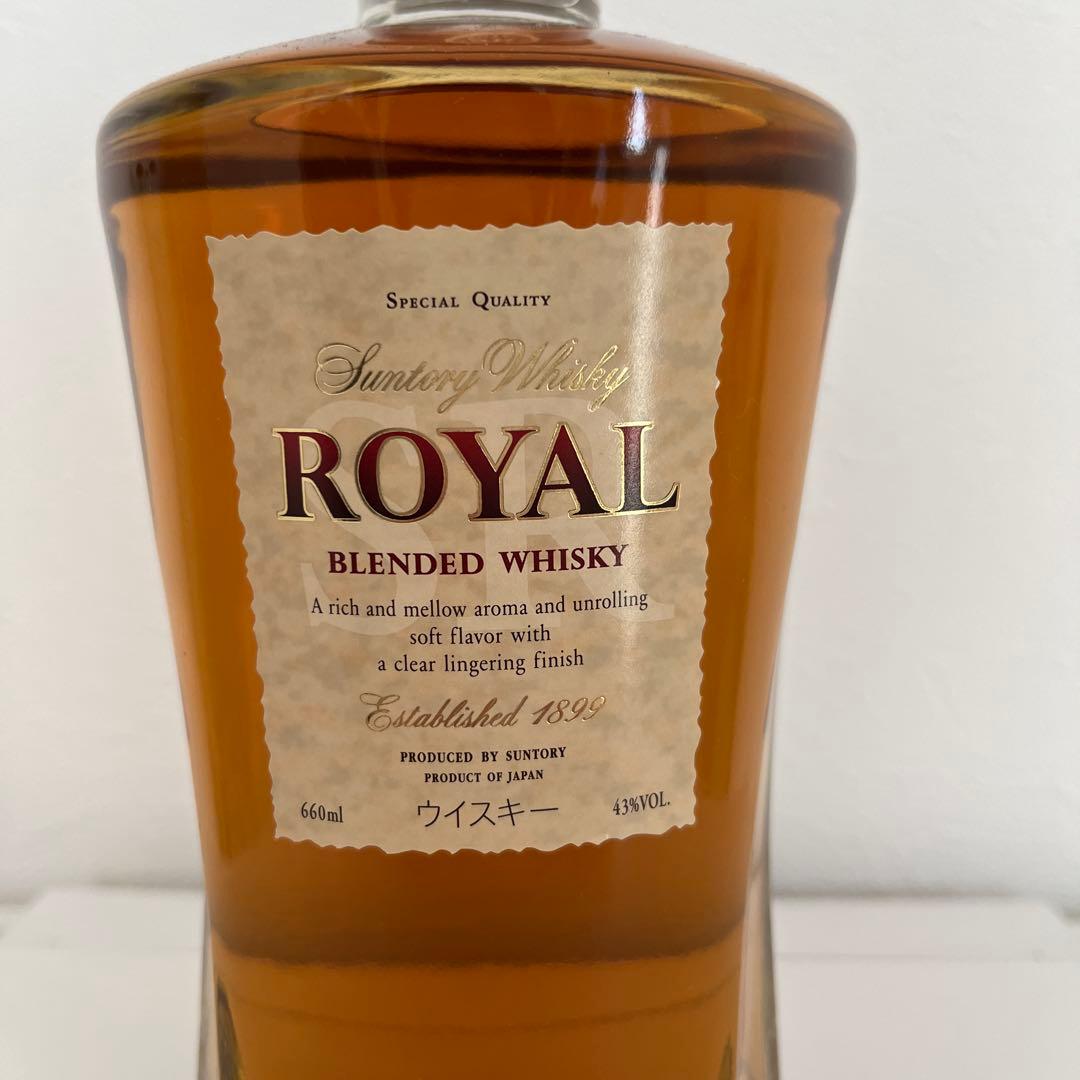 SPECIAL QUALITY
Suntory Whisky
SR
ROYAL
BLENDED WHISKY
A rich and mellow aroma and unrolling
soft flavor with
a clear lingering finish
Established 1899
PRODUCED BY SUNTORY
PRODUCT OF JAPAN
660ml ウイスキー 43%VOL.